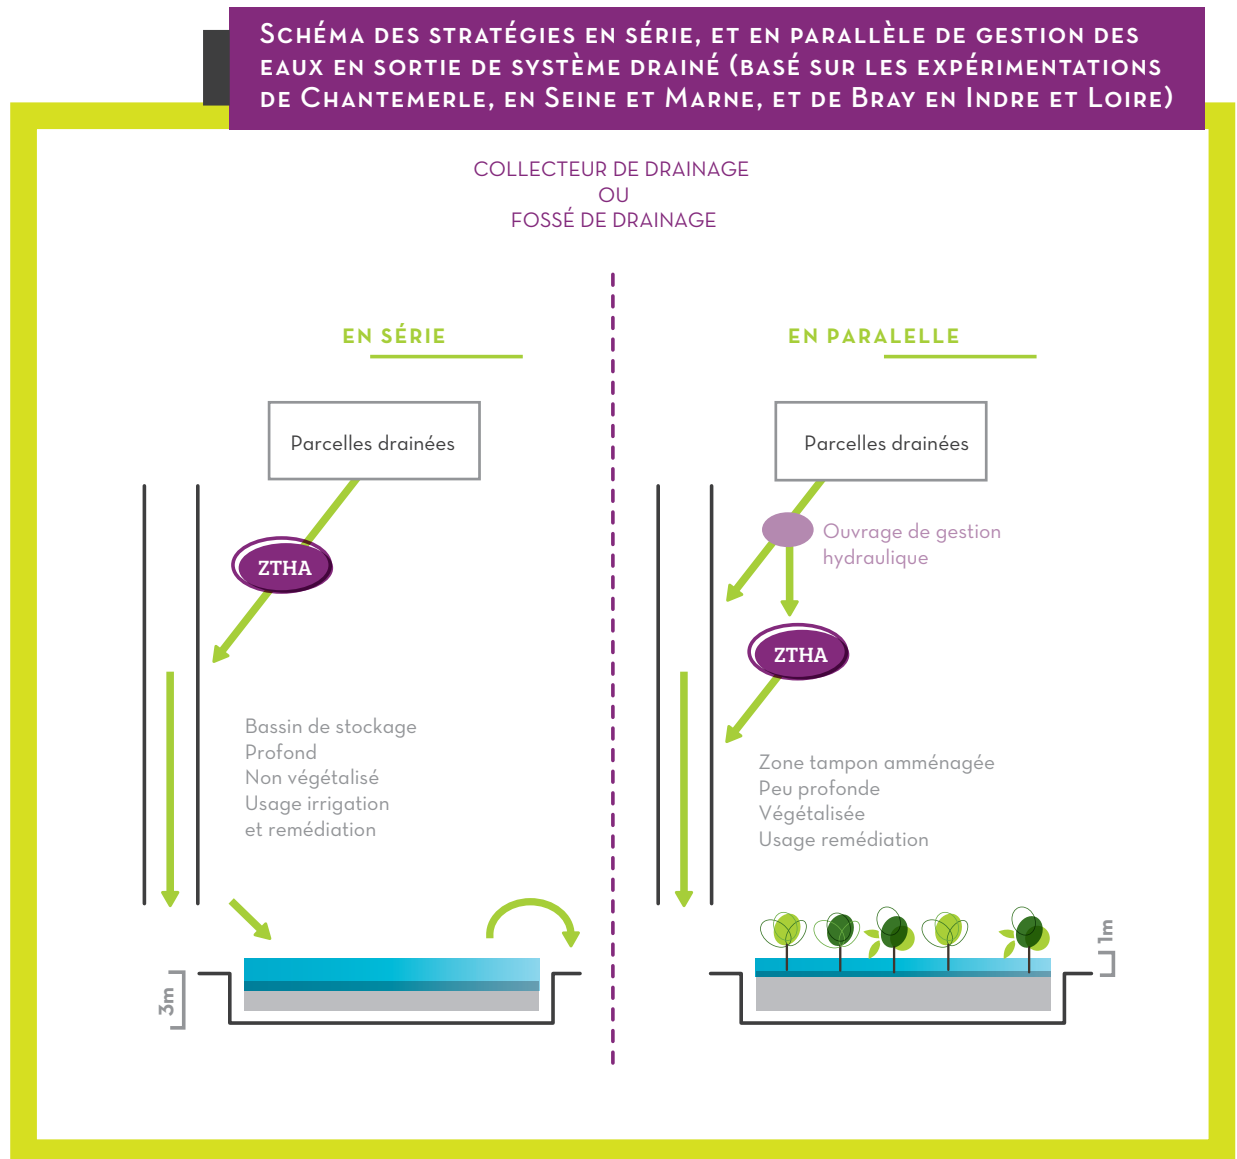 Schéma des stratégies en série, et en parallèle de gestion des
eaux en sortie de système drainé (basé sur les expérimentations
de Chantemerle, en Seine et Marne, et de Bray en Indre et Loire)
COLLECTEUR DE DRAINAGE
OU
FOSSÉ DE DRAINAGE
EN SÉRIE
Parcelles drainées
ZTHA
Bassin de stockage
Profond
Non végétalisé
Usage irrigation
et remédiation
3m
EN PARALELLE
Parcelles drainées
Ouvrage de gestion
hydraulique
ZTHA
Zone tampon amménagée
Peu profonde
Végétalisée
Usage remédiation
1m